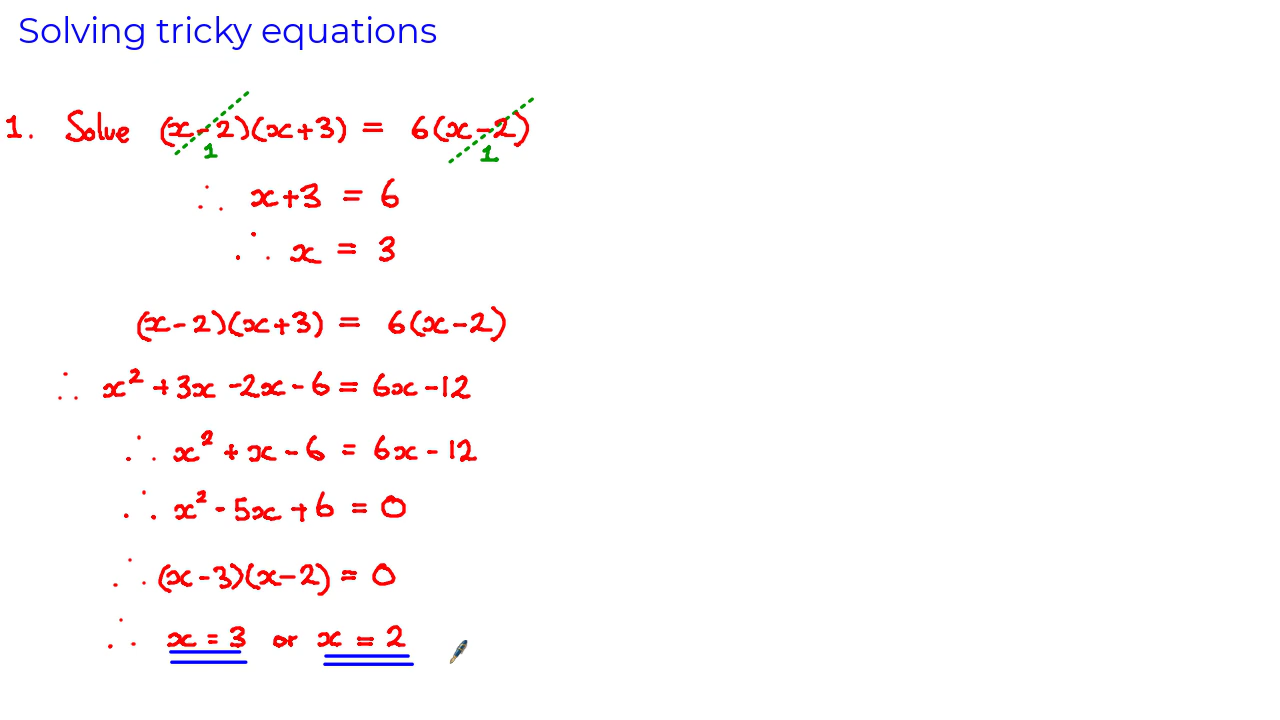 Solving tricky equations
1. Solve (x-2)(x+3) = 6(x-2)
1 1
∴ x+3 = 6
∴ x = 3
(x-2)(x+3) = 6(x-2)
∴ x² + 3x - 2x - 6 = 6x - 12
∴ x² + x - 6 = 6x - 12
∴ x² - 5x + 6 = 0
∴ (x-3)(x-2) = 0
∴ x = 3 or x = 2